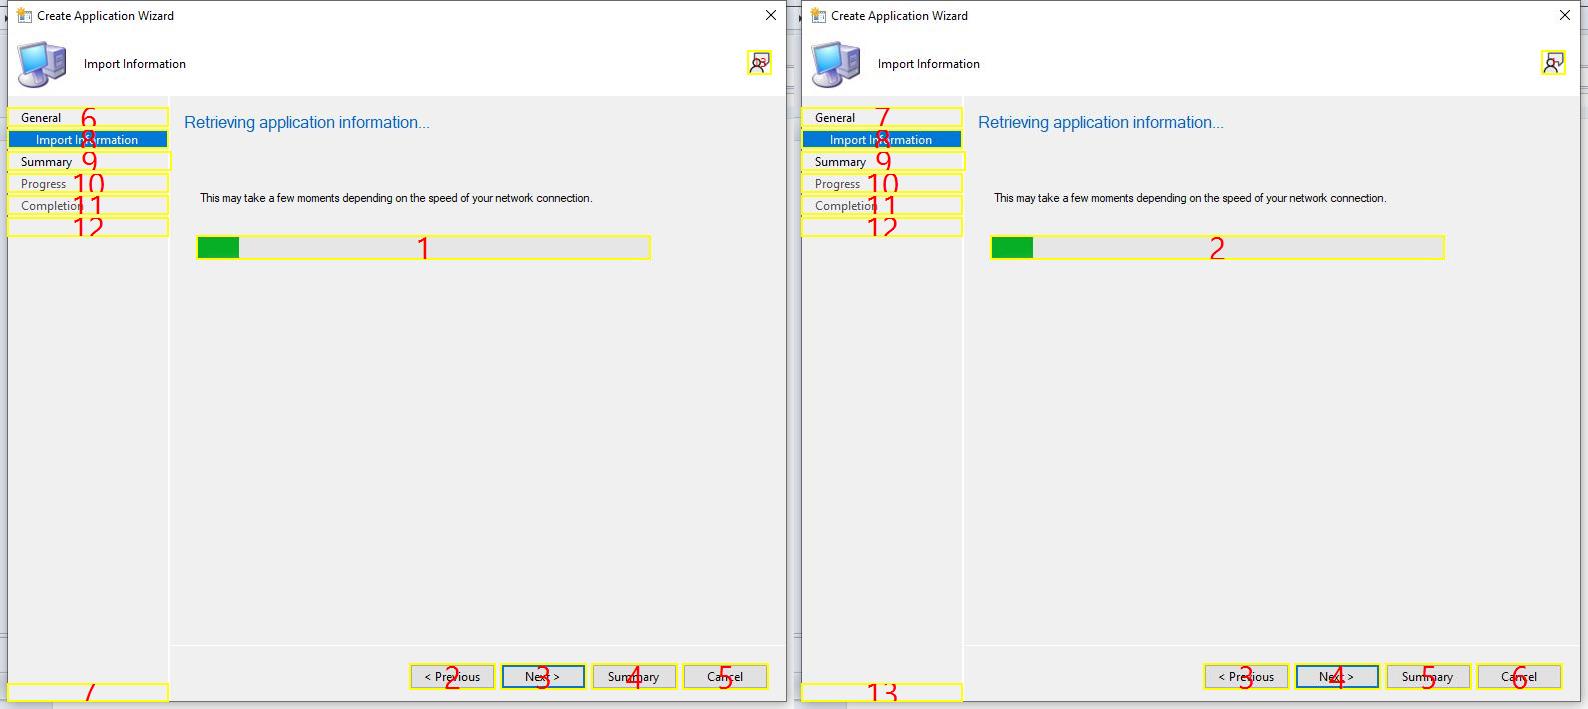 Create Application Wizard
Import Information
13
General 6
Import Information 8
Summary 9
Progress 10
Completion 11
12
Retrieving application information...
This may take a few moments depending on the speed of your network connection.
1
< Previous 2
Next > 3
Summary 4
Cancel 5
7
Create Application Wizard
Import Information
General 7
Import Information 8
Summary 9
Progress 10
Completion 11
12
Retrieving application information...
This may take a few moments depending on the speed of your network connection.
2
< Previous 3
Next > 4
Summary 5
Cancel 6
13